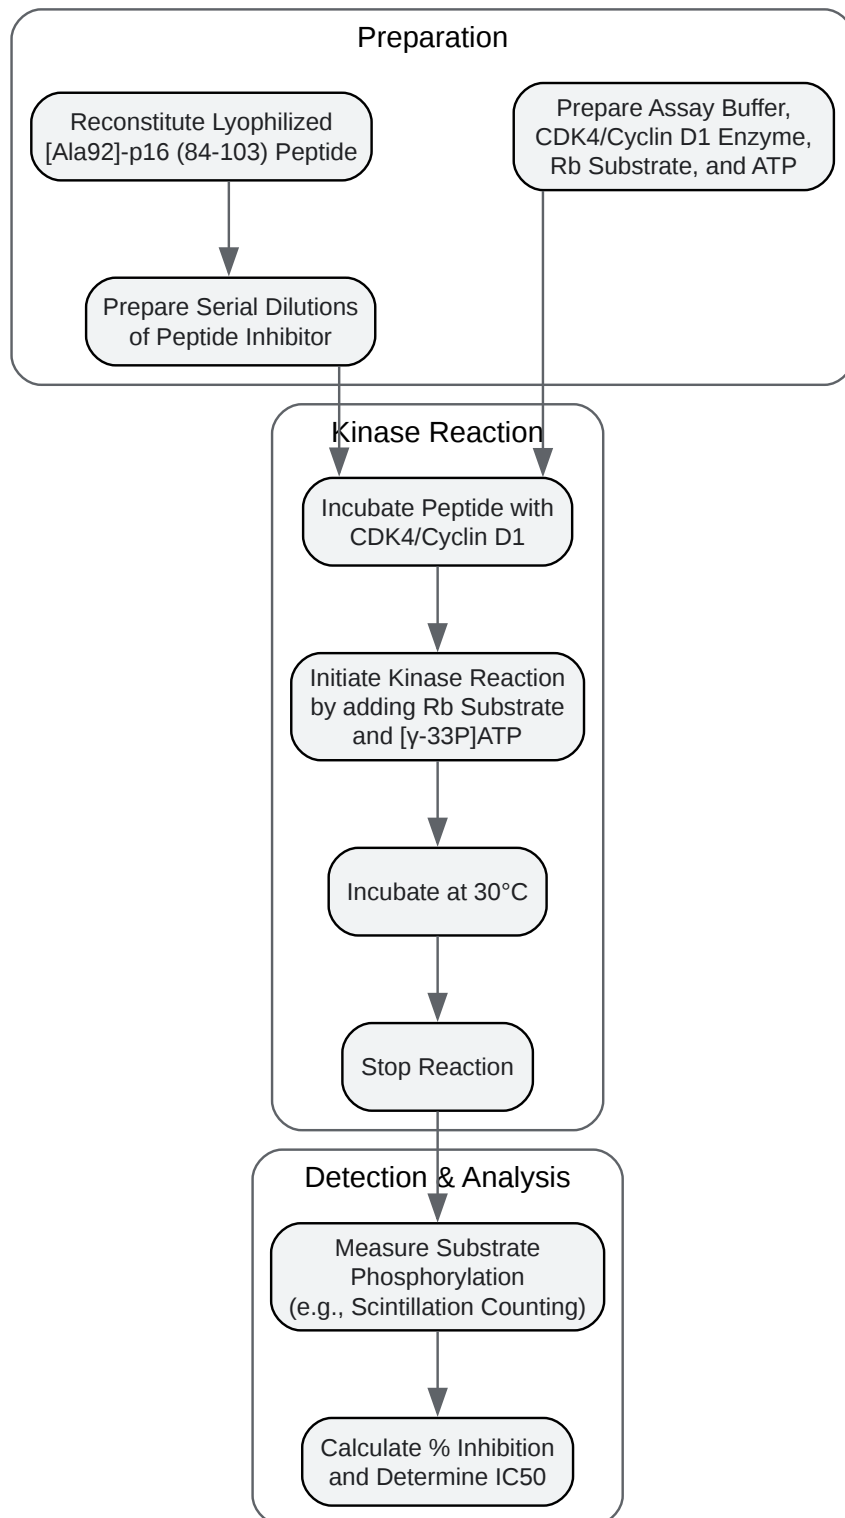 Preparation
Reconstitute Lyophilized
[Ala92]-p16 (84-103) Peptide
Prepare Assay Buffer,
CDK4/Cyclin D1 Enzyme,
Rb Substrate, and ATP
Prepare Serial Dilutions
of Peptide Inhibitor
Kinase Reaction
Incubate Peptide with
CDK4/Cyclin D1
Initiate Kinase Reaction
by adding Rb Substrate
and [γ-33P]ATP
Incubate at 30°C
Stop Reaction
Detection & Analysis
Measure Substrate
Phosphorylation
(e.g., Scintillation Counting)
Calculate % Inhibition
and Determine IC50